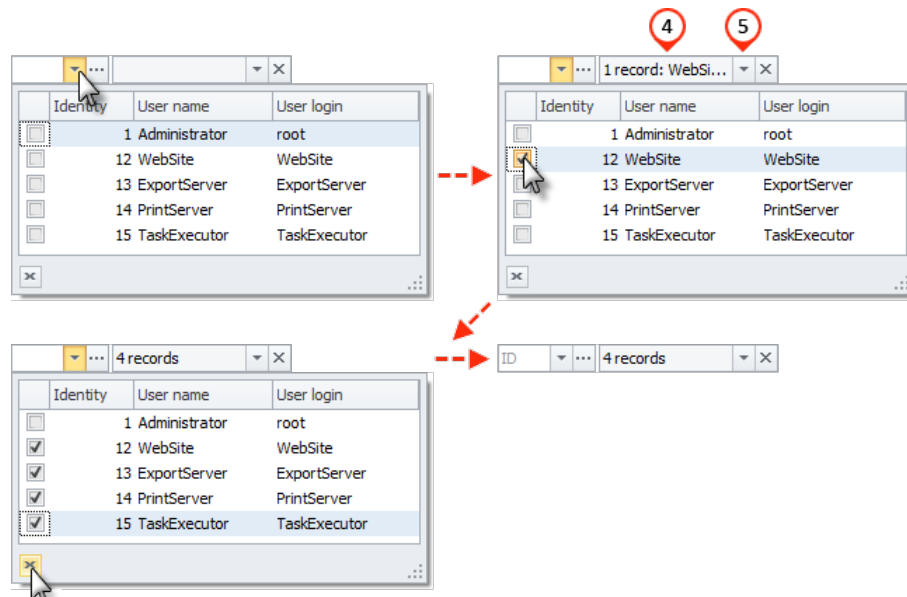 4 5
...
1 record: WebSi...
Identity User name User login
1 Administrator root
12 WebSite WebSite
13 ExportServer ExportServer
14 PrintServer PrintServer
15 TaskExecutor TaskExecutor
Identity User name User login
1 Administrator root
12 WebSite WebSite
13 ExportServer ExportServer
14 PrintServer PrintServer
15 TaskExecutor TaskExecutor
... 4 records
ID ... 4 records
Identity User name User login
1 Administrator root
12 WebSite WebSite
13 ExportServer ExportServer
14 PrintServer PrintServer
15 TaskExecutor TaskExecutor